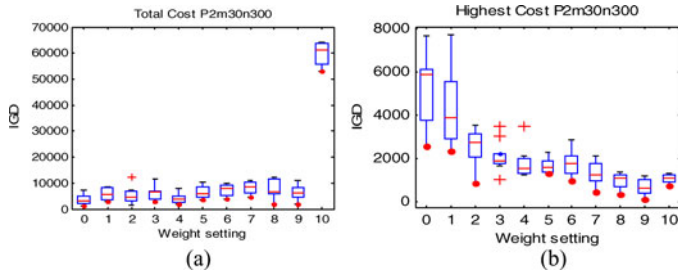 Total Cost P2m30n300
70000
60000
50000
40000
30000
20000
10000
0
IGD
0 1 2 3 4 5 6 7 8 9 10
Weight setting
(a)
Highest Cost P2m30n300
8000
6000
4000
2000
0
IGD
0 1 2 3 4 5 6 7 8 9 10
Weight setting
(b)